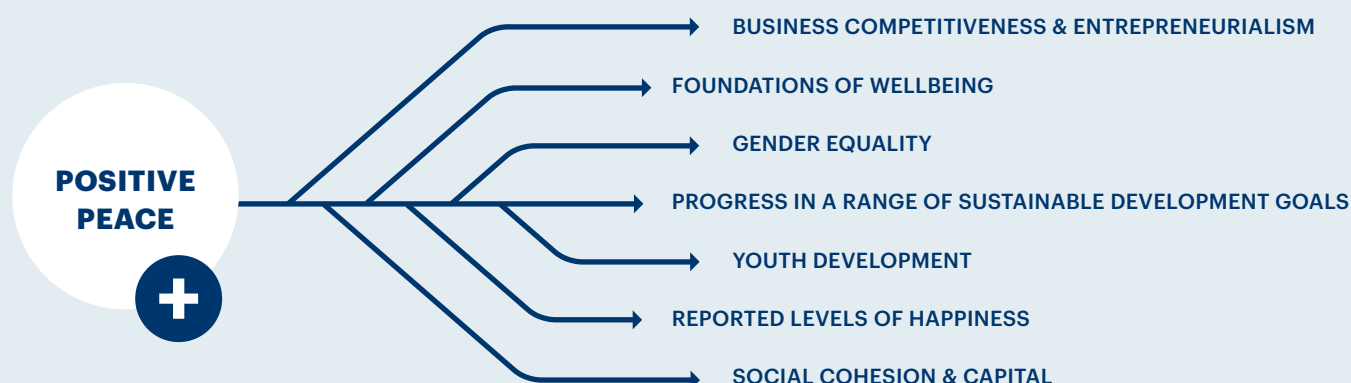 BUSINESS COMPETITIVENESS & ENTREPRENEURIALISM
FOUNDATIONS OF WELLBEING
GENDER EQUALITY
POSITIVE
PEACE
PROGRESS IN A RANGE OF SUSTAINABLE DEVELOPMENT GOALS
YOUTH DEVELOPMENT
REPORTED LEVELS OF HAPPINESS
SOCIAL COHESION & CAPITAL